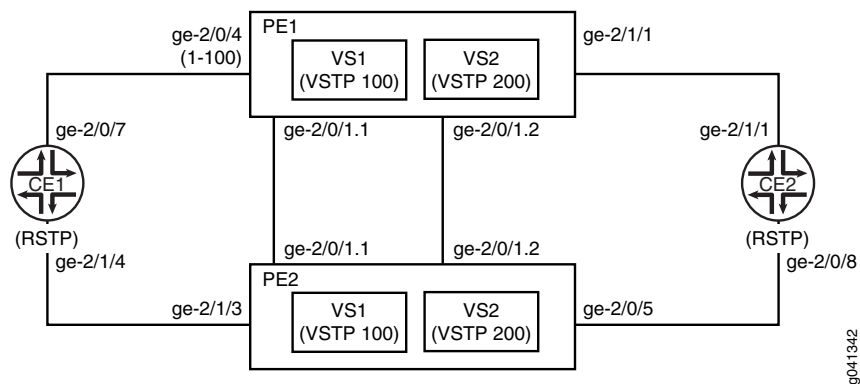 PE1
ge-2/0/4
(1-100)
VS1
(VSTP 100)
VS2
(VSTP 200)
ge-2/1/1
ge-2/0/7
ge-2/0/1.1
ge-2/0/1.2
ge-2/1/1
CE1
(RSTP)
CE2
(RSTP)
ge-2/1/4
ge-2/0/1.1
ge-2/0/1.2
ge-2/0/8
PE2
ge-2/1/3
VS1
(VSTP 100)
VS2
(VSTP 200)
ge-2/0/5
g041342